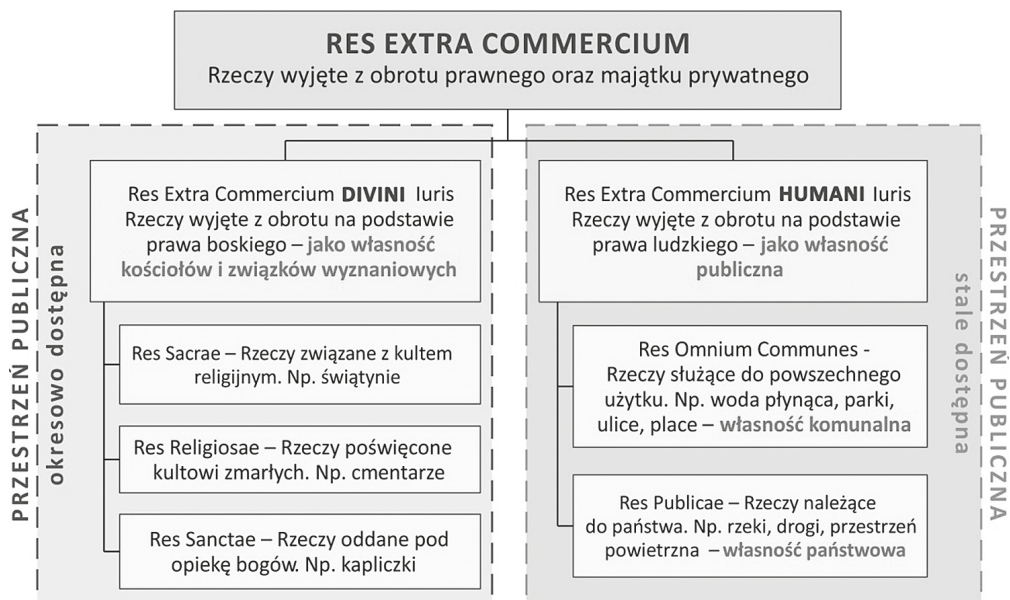 RES EXTRA COMMERCIUM
Rzeczy wyjęte z obrotu prawnego oraz majątku prywatnego
PRZESTRZEŃ PUBLICZNA
okresowo dostępna
Res Extra Commercium DIVINI Iuris
Rzeczy wyjęte z obrotu na podstawie
prawa boskiego – jako własność
kościołów i związków wyznaniowych
Res Sacrae – Rzeczy związane z kultem
religijnym. Np. świątynie
Res Religiosae – Rzeczy poświęcone
kultowi zmarłych. Np. cmentarze
Res Sanctae – Rzeczy oddane pod
opiekę bogów. Np. kapliczki
Res Extra Commercium HUMANI Iuris
Rzeczy wyjęte z obrotu na podstawie
prawa ludzkiego – jako własność
publiczna
Res Omnium Communes -
Rzeczy służące do powszechnego
użytku. Np. woda płynąca, parki,
ulice, place – własność komunalna
Res Publicae – Rzeczy należące
do państwa. Np. rzeki, drogi, przestrzeń
powietrzna – własność państwowa
stale dostępna
PRZESTRZEŃ PUBLICZNA